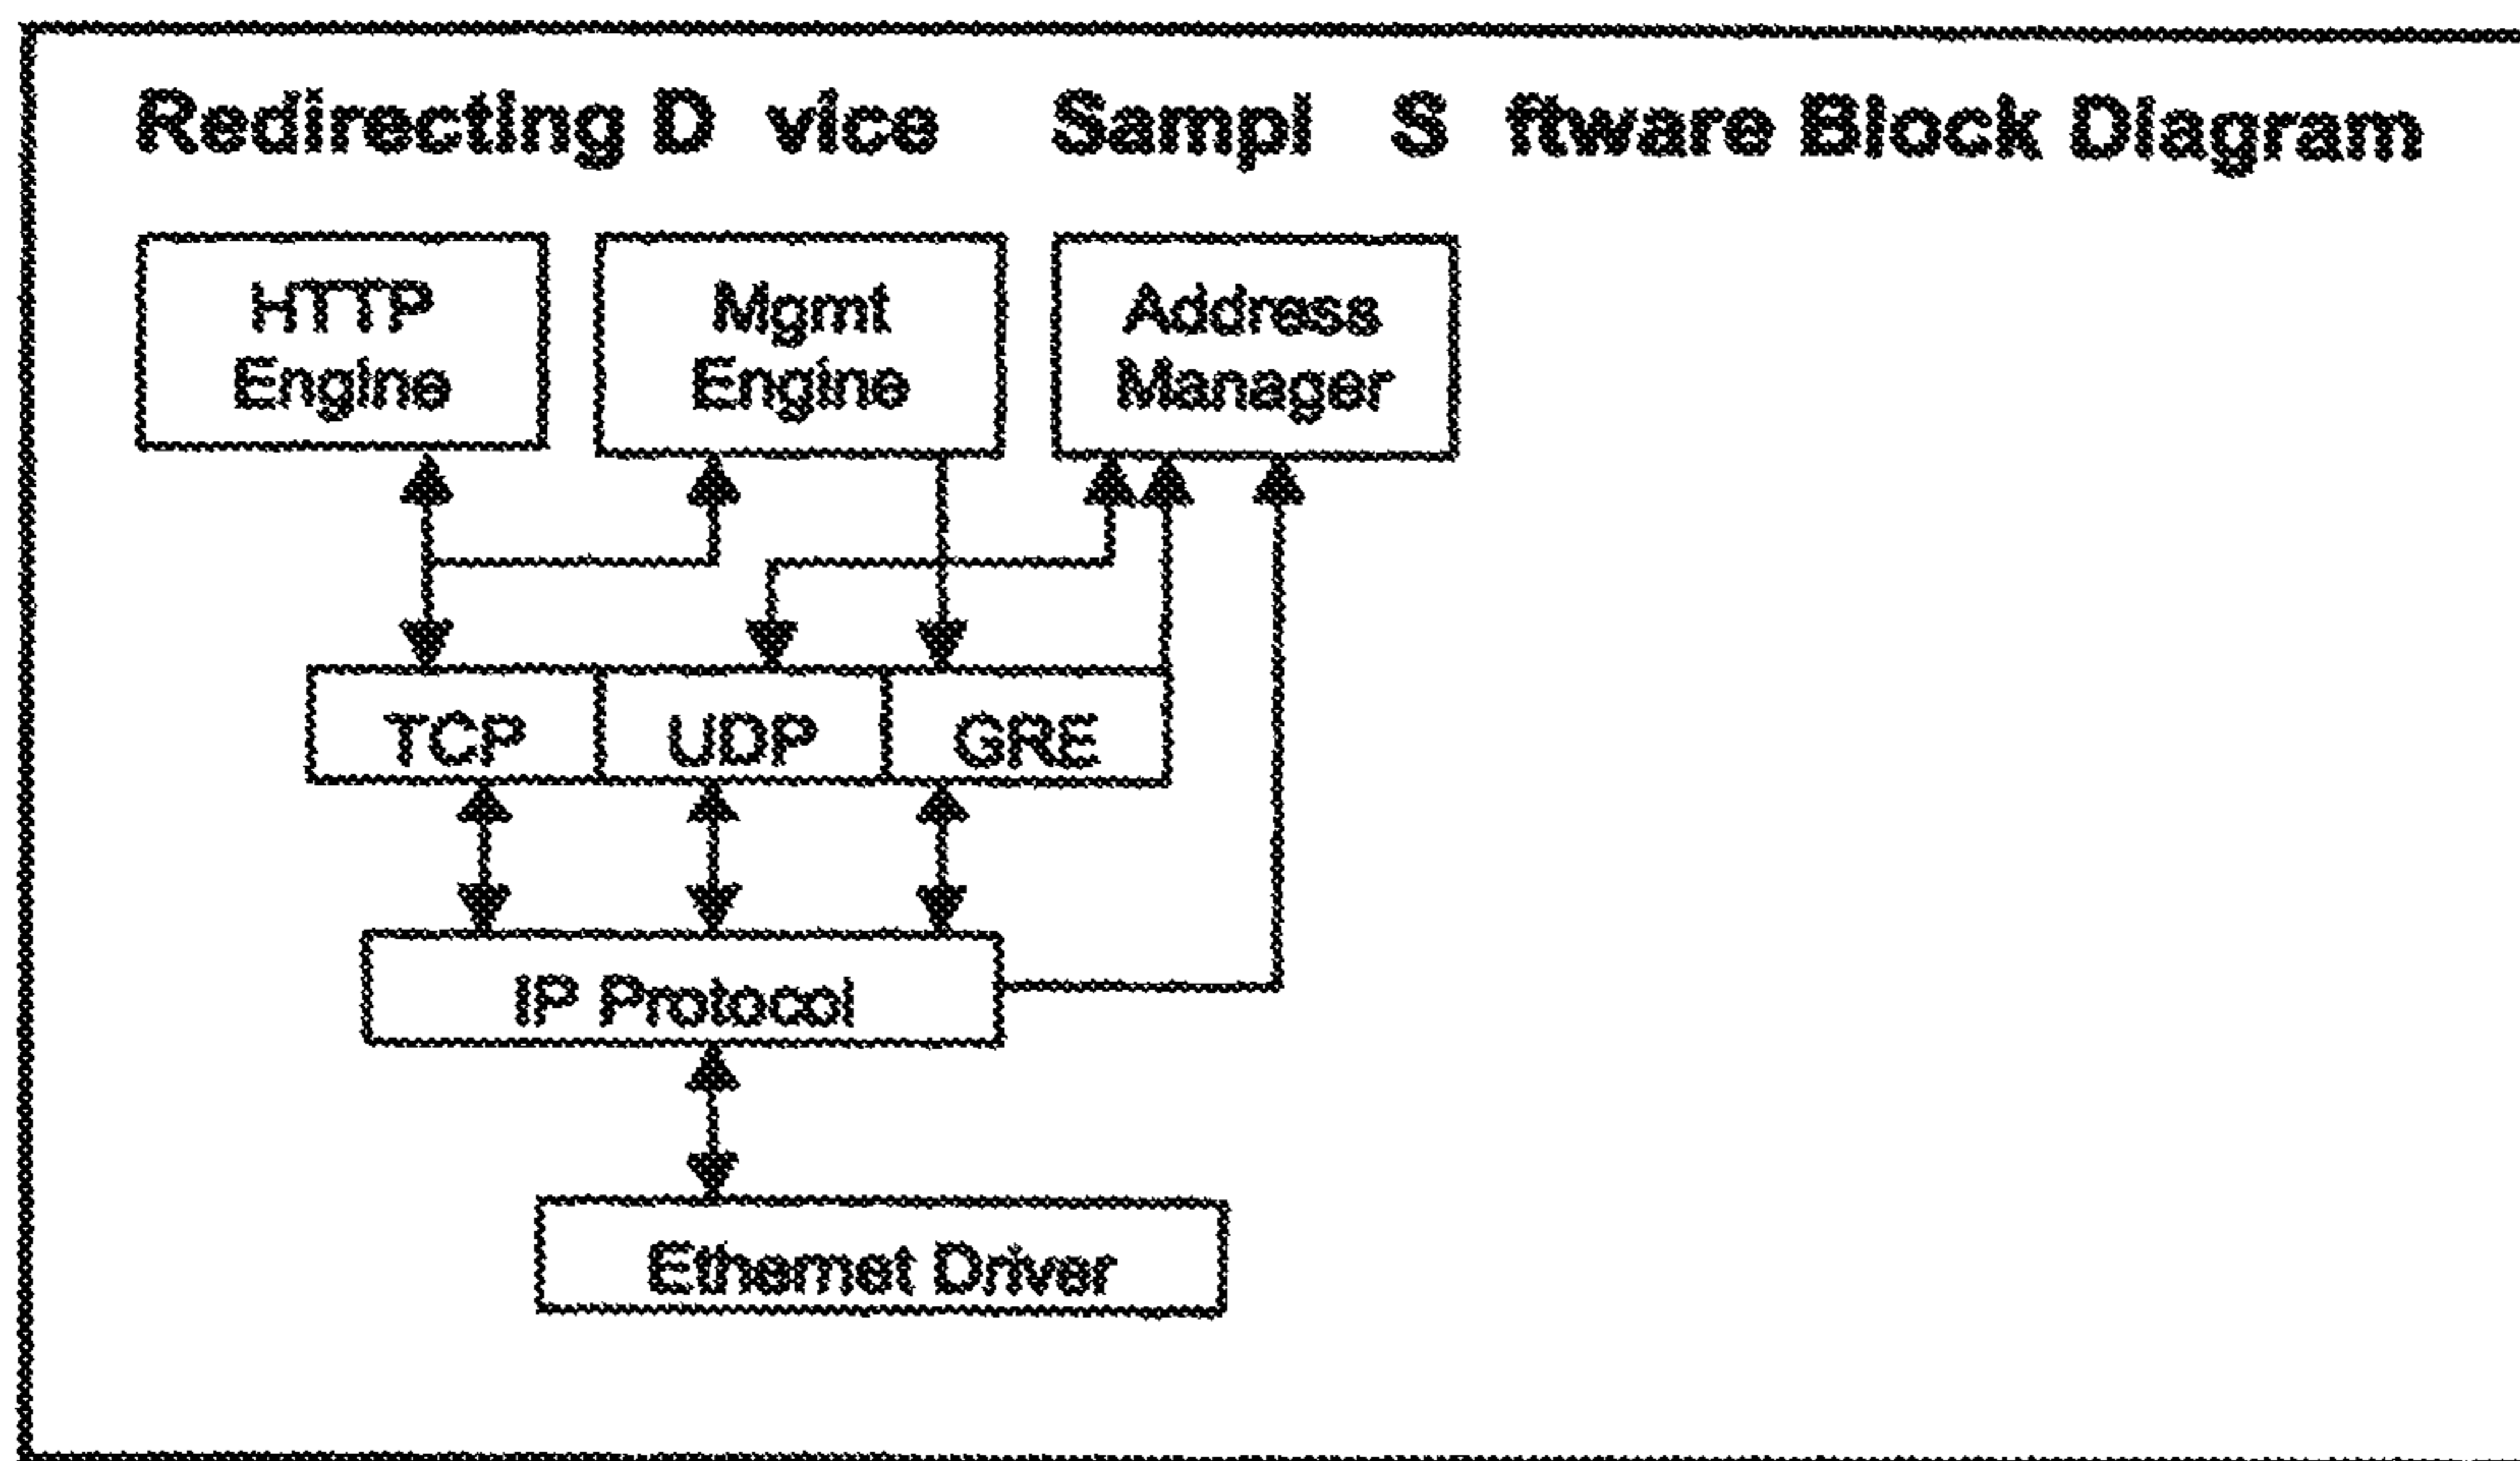 Redirecting D vice Sampl S ftware Block Diagram
HTTP
Engine
Mgmt
Engine
Address
Manager
TCP
UDP
GRE
IP Protocol
Ethernet Driver